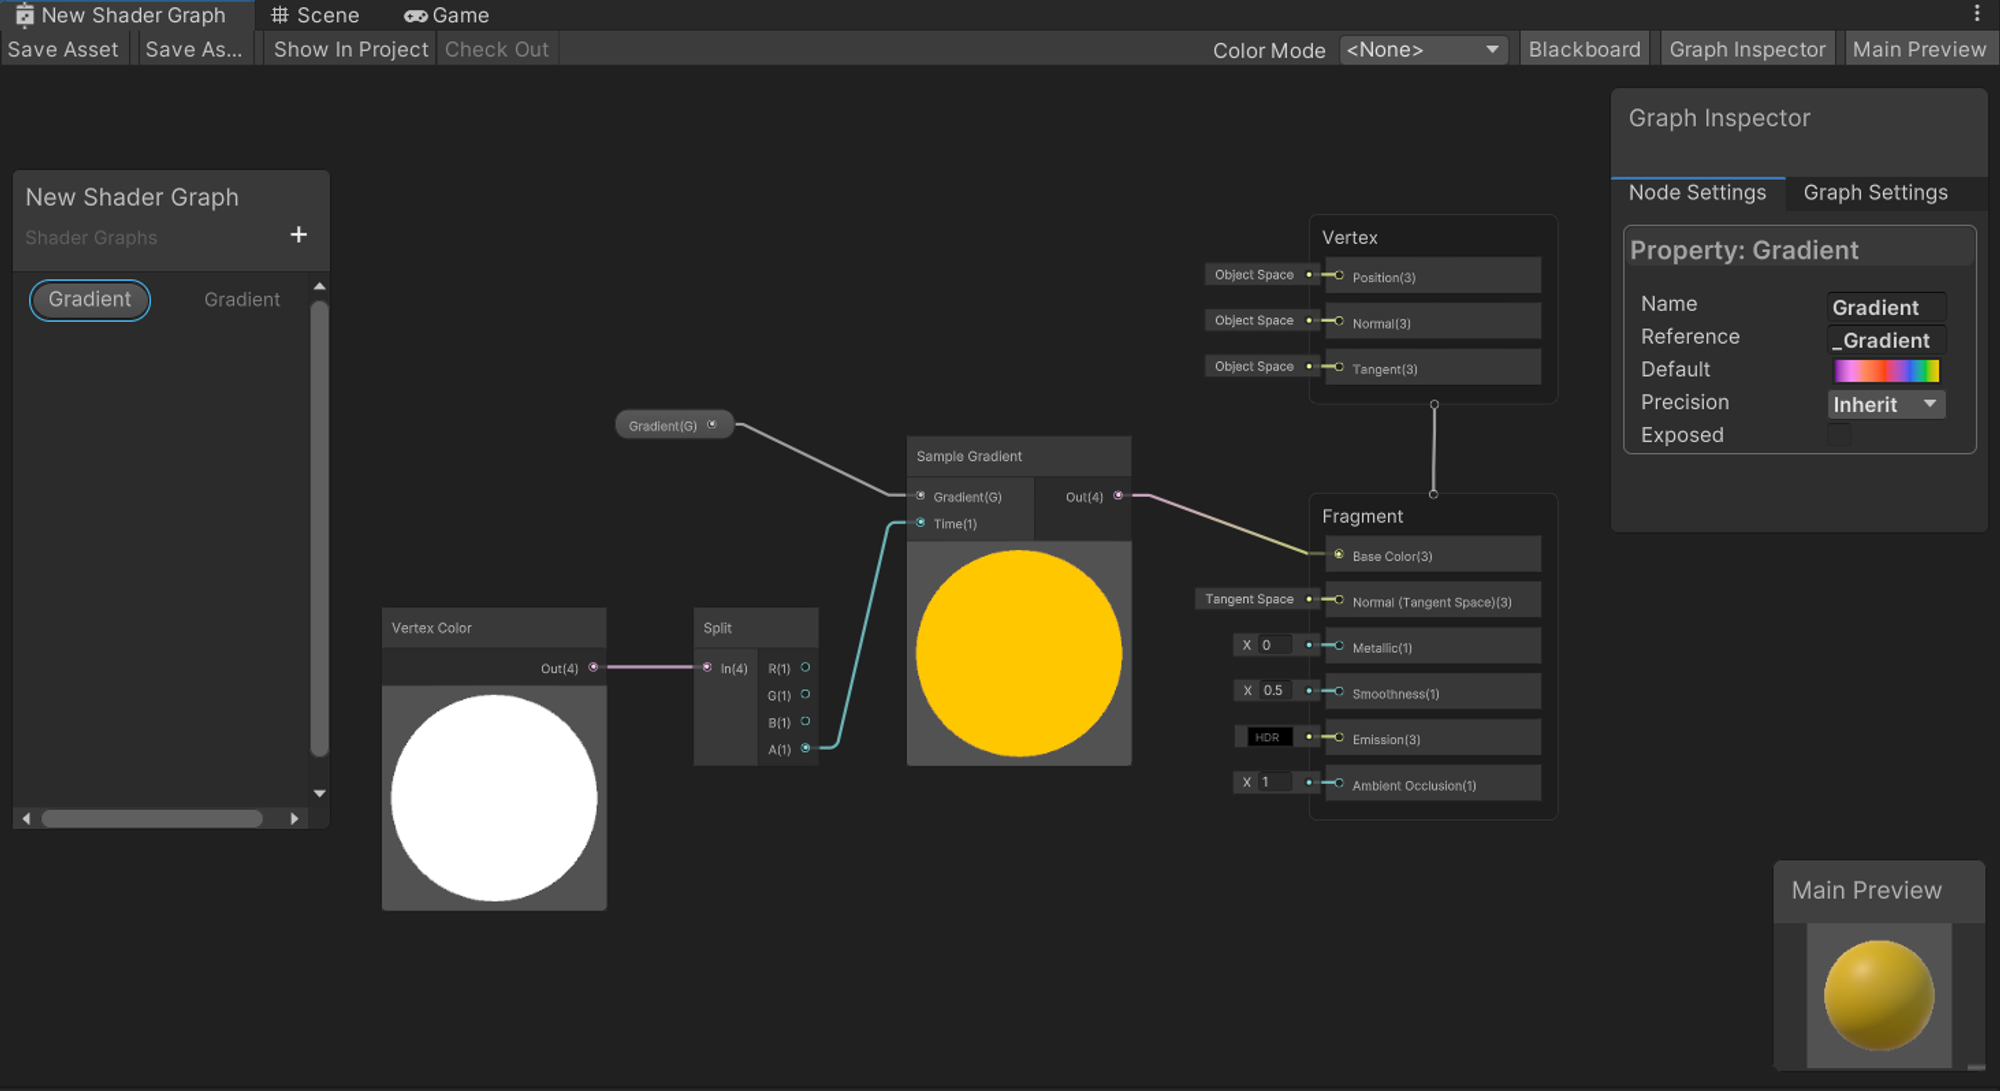 New Shader Graph
Scene
Game
Save Asset
Save As...
Show In Project
Check Out
Color Mode
<None>
Blackboard
Graph Inspector
Main Preview
New Shader Graph
Shader Graphs
+
Gradient
Gradient
Gradient(G)
Vertex Color
Out(4)
Split
In(4)
R(1)
G(1)
B(1)
A(1)
Sample Gradient
Gradient(G)
Out(4)
Time(1)
Vertex
Object Space
Position(3)
Object Space
Normal(3)
Object Space
Tangent(3)
Fragment
Base Color(3)
Tangent Space
Normal (Tangent Space)(3)
X 0
Metallic(1)
X 0.5
Smoothness(1)
HDR
Emission(3)
X 1
Ambient Occlusion(1)
Graph Inspector
Node Settings
Graph Settings
Property: Gradient
Name Gradient
Reference _Gradient
Default
Precision Inherit
Exposed
Main Preview